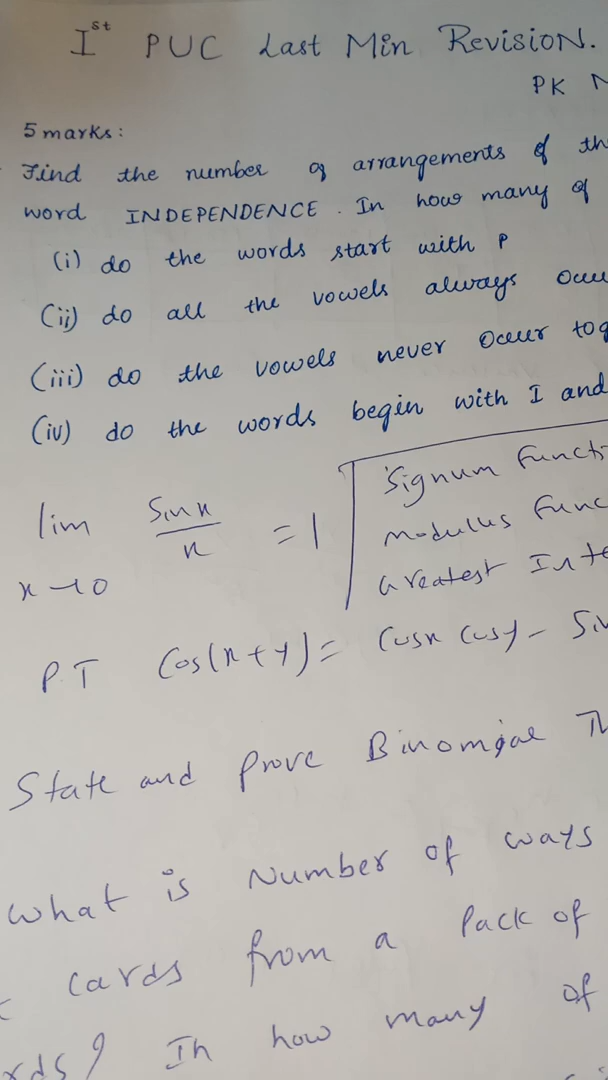 Ist PUC Last Min Revision.
PK
5 marks:
Find the number of arrangements of the
word INDEPENDENCE. In how many of
(i) do the words start with P
(ii) do all the vowels always
(iii) do the vowels never occur
(iv) do the words begin with I and
lim x→0 Sinx/x = 1
Signum
Modulus
Greatest
P.T Cos(x+y) = Cosx Cosy -
State and Prove Binomial
What is Number of ways
cards from a Pack of
In how many of